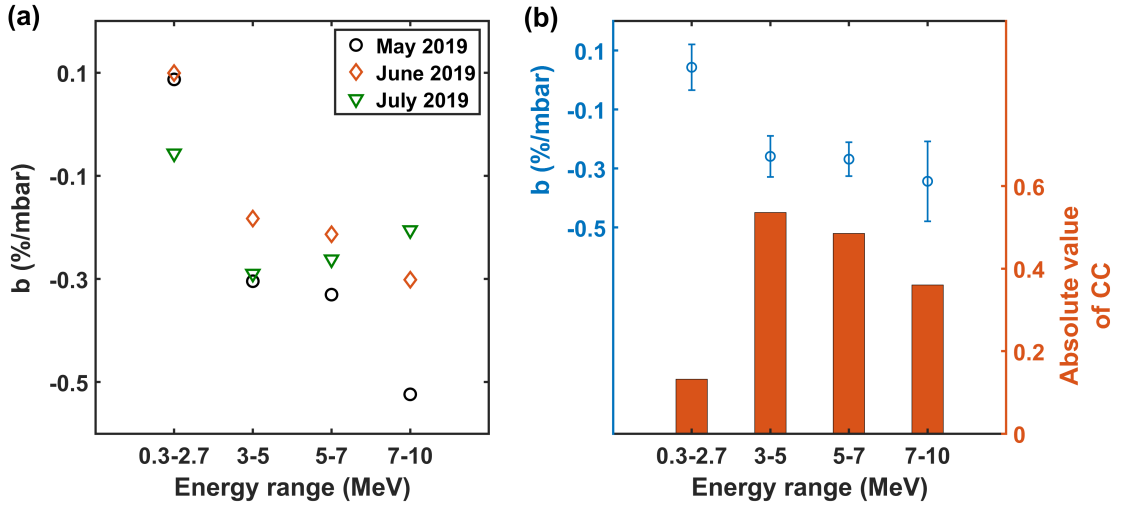 (a)
May 2019
June 2019
July 2019
0.1
-0.1
-0.3
-0.5
b (%/mbar)
0.3-2.7 3-5 5-7 7-10
Energy range (MeV)
(b)
0.1
-0.1
-0.3
-0.5
b (%/mbar)
0.6
0.4
0.2
0
Absolute value
of CC
0.3-2.7 3-5 5-7 7-10
Energy range (MeV)